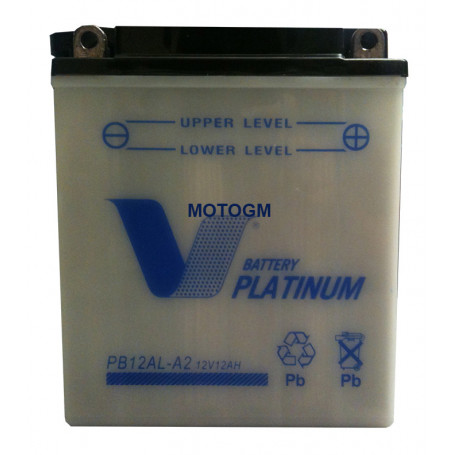 UPPER LEVEL
LOWER LEVEL
MOTOGM
BATTERY
PLATINUM
PB12AL-A2 12V12AH
Pb Pb